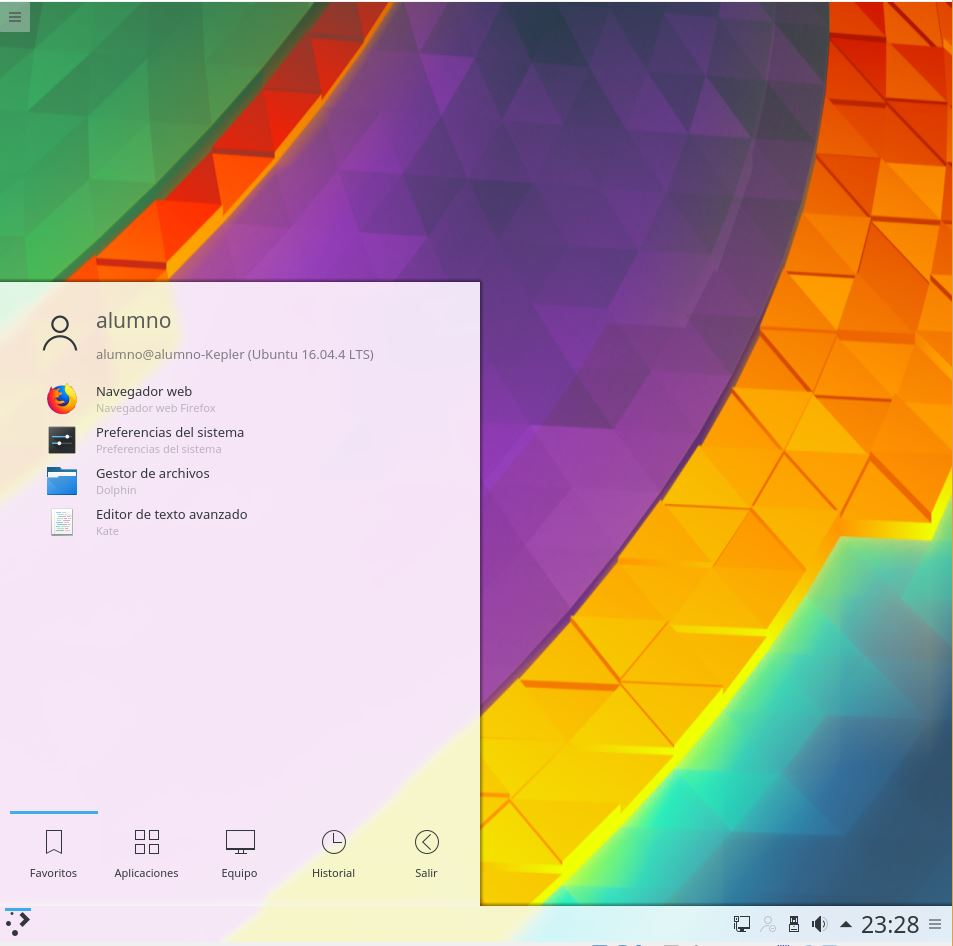 alumno
alumno@alumno-Kepler (Ubuntu 16.04.4 LTS)
Navegador web
Navegador web Firefox
Preferencias del sistema
Preferencias del sistema
Gestor de archivos
Dolphin
Editor de texto avanzado
Kate
Favoritos
Aplicaciones
Equipo
Historial
Salir
23:28